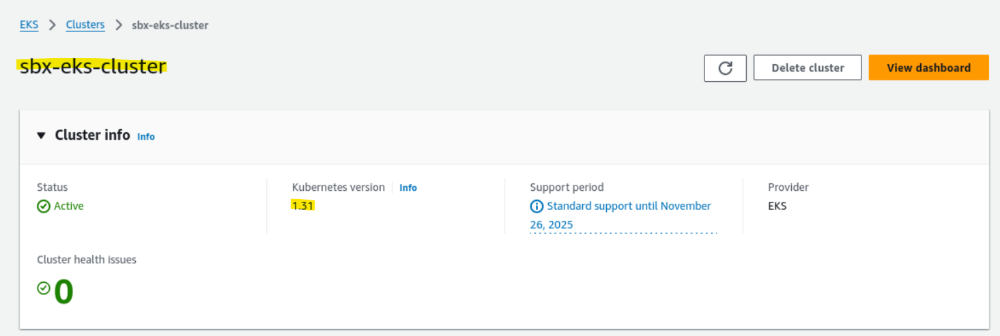 EKS > Clusters > sbx-eks-cluster
sbx-eks-cluster
Delete cluster
View dashboard
Cluster info Info
Status
Active
Kubernetes version Info
1.31
Support period
Standard support until November
26, 2025
Provider
EKS
Cluster health issues
0